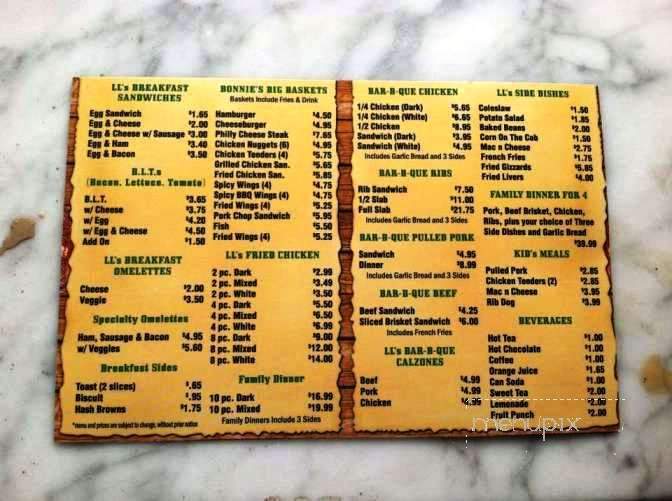 LL's BREAKFAST
SANDWICHES
Egg Sandwich $1.65
Egg & Cheese $2.00
Egg & Cheese w/ Sausage $3.00
Egg & Ham $3.40
Egg & Bacon $3.50
B.L.T.s
(Bacon, Lettuce, Tomato)
B.L.T. $3.65
w/ Cheese $3.75
w/ Egg $4.20
w/ Egg & Cheese $4.50
Add On $1.50
LL's BREAKFAST
OMELETTES
Cheese $2.00
Veggie $3.50
Specialty Omelettes
Ham, Sausage & Bacon $4.95
w/ Veggies $5.60
Breakfast Sides
Toast (2 slices) $.65
Biscuit $.95
Hash Browns $1.75
*menu and prices are subject to change, without prior notice
BONNIE'S BIG BASKETS
Baskets Include Fries & Drink
Hamburger $4.50
Cheeseburger $4.95
Philly Cheese Steak $7.85
Chicken Nuggets (6) $4.95
Chicken Tenders (4) $5.75
Grilled Chicken San. $5.65
Fried Chicken San. $5.85
Spicy Wings (4) $4.75
Spicy BBQ Wings (4) $4.75
Fried Wings (4) $5.25
Pork Chop Sandwich $5.95
Fish $5.50
Fried Wings (4) $5.25
LL's FRIED CHICKEN
2 pc. Dark $2.99
2 pc. Mixed $3.49
2 pc. White $3.50
4 pc. Dark $5.50
4 pc. Mixed $6.50
4 pc. White $6.99
8 pc. Dark $9.00
8 pc. Mixed $12.00
8 pc. White $14.00
Family Dinner
10 pc. Dark $16.99
10 pc. Mixed $19.99
Family Dinners Include 3 Sides
BAR-B-QUE CHICKEN
1/4 Chicken (Dark) $5.65
1/4 Chicken (White) $6.65
1/2 Chicken $8.95
Sandwich (Dark) $3.95
Sandwich (White) $4.95
Includes Garlic Bread and 3 Sides
BAR-B-QUE RIBS
Rib Sandwich $7.50
1/2 Slab $11.00
Full Slab $21.75
Includes Garlic Bread and 3 Sides
BAR-B-QUE PULLED PORK
Sandwich $4.95
Dinner $8.99
Includes Garlic Bread and 3 Sides
BAR-B-QUE BEEF
Beef Sandwich $4.25
Sliced Brisket Sandwich $6.00
Includes French Fries
LL's BAR-B-QUE
CALZONES
Beef $4.99
Pork $4.99
Chicken
LL's SIDE DISHES
Coleslaw $1.50
Potato Salad $1.85
Baked Beans $2.00
Corn On The Cob $1.50
Mac n Cheese $2.75
French Fries $1.75
Fried Gizzards $5.85
Fried Livers $4.00
FAMILY DINNER FOR 4
Pork, Beef Brisket, Chicken,
Ribs, plus your choice of Three
Side Dishes and Garlic Bread
$39.99
KID's MEALS
Pulled Pork $2.85
Chicken Tenders (2) $2.85
Mac n Cheese $3.95
Rib Dog $3.99
BEVERAGES
Hot Tea $1.00
Hot Chocolate $1.00
Coffee $1.00
Orange Juice $1.65
Can Soda $1.00
Sweet Tea $2.00
Lemonade $2.00
Fruit Punch $2.00
menupix